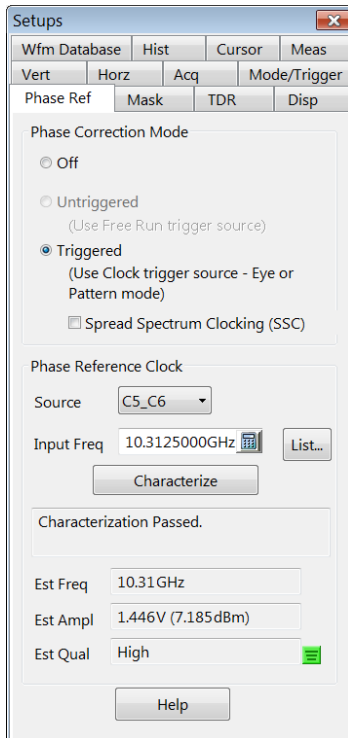 Setups
Wfm Database Hist Cursor Meas
Vert Horz Acq Mode/Trigger
Phase Ref Mask TDR Disp
Phase Correction Mode
Off
Untriggered
(Use Free Run trigger source)
Triggered
(Use Clock trigger source - Eye or
Pattern mode)
Spread Spectrum Clocking (SSC)
Phase Reference Clock
Source C5_C6
Input Freq 10.3125000GHz List...
Characterize
Characterization Passed.
Est Freq 10.31GHz
Est Ampl 1.446V (7.185dBm)
Est Qual High
Help